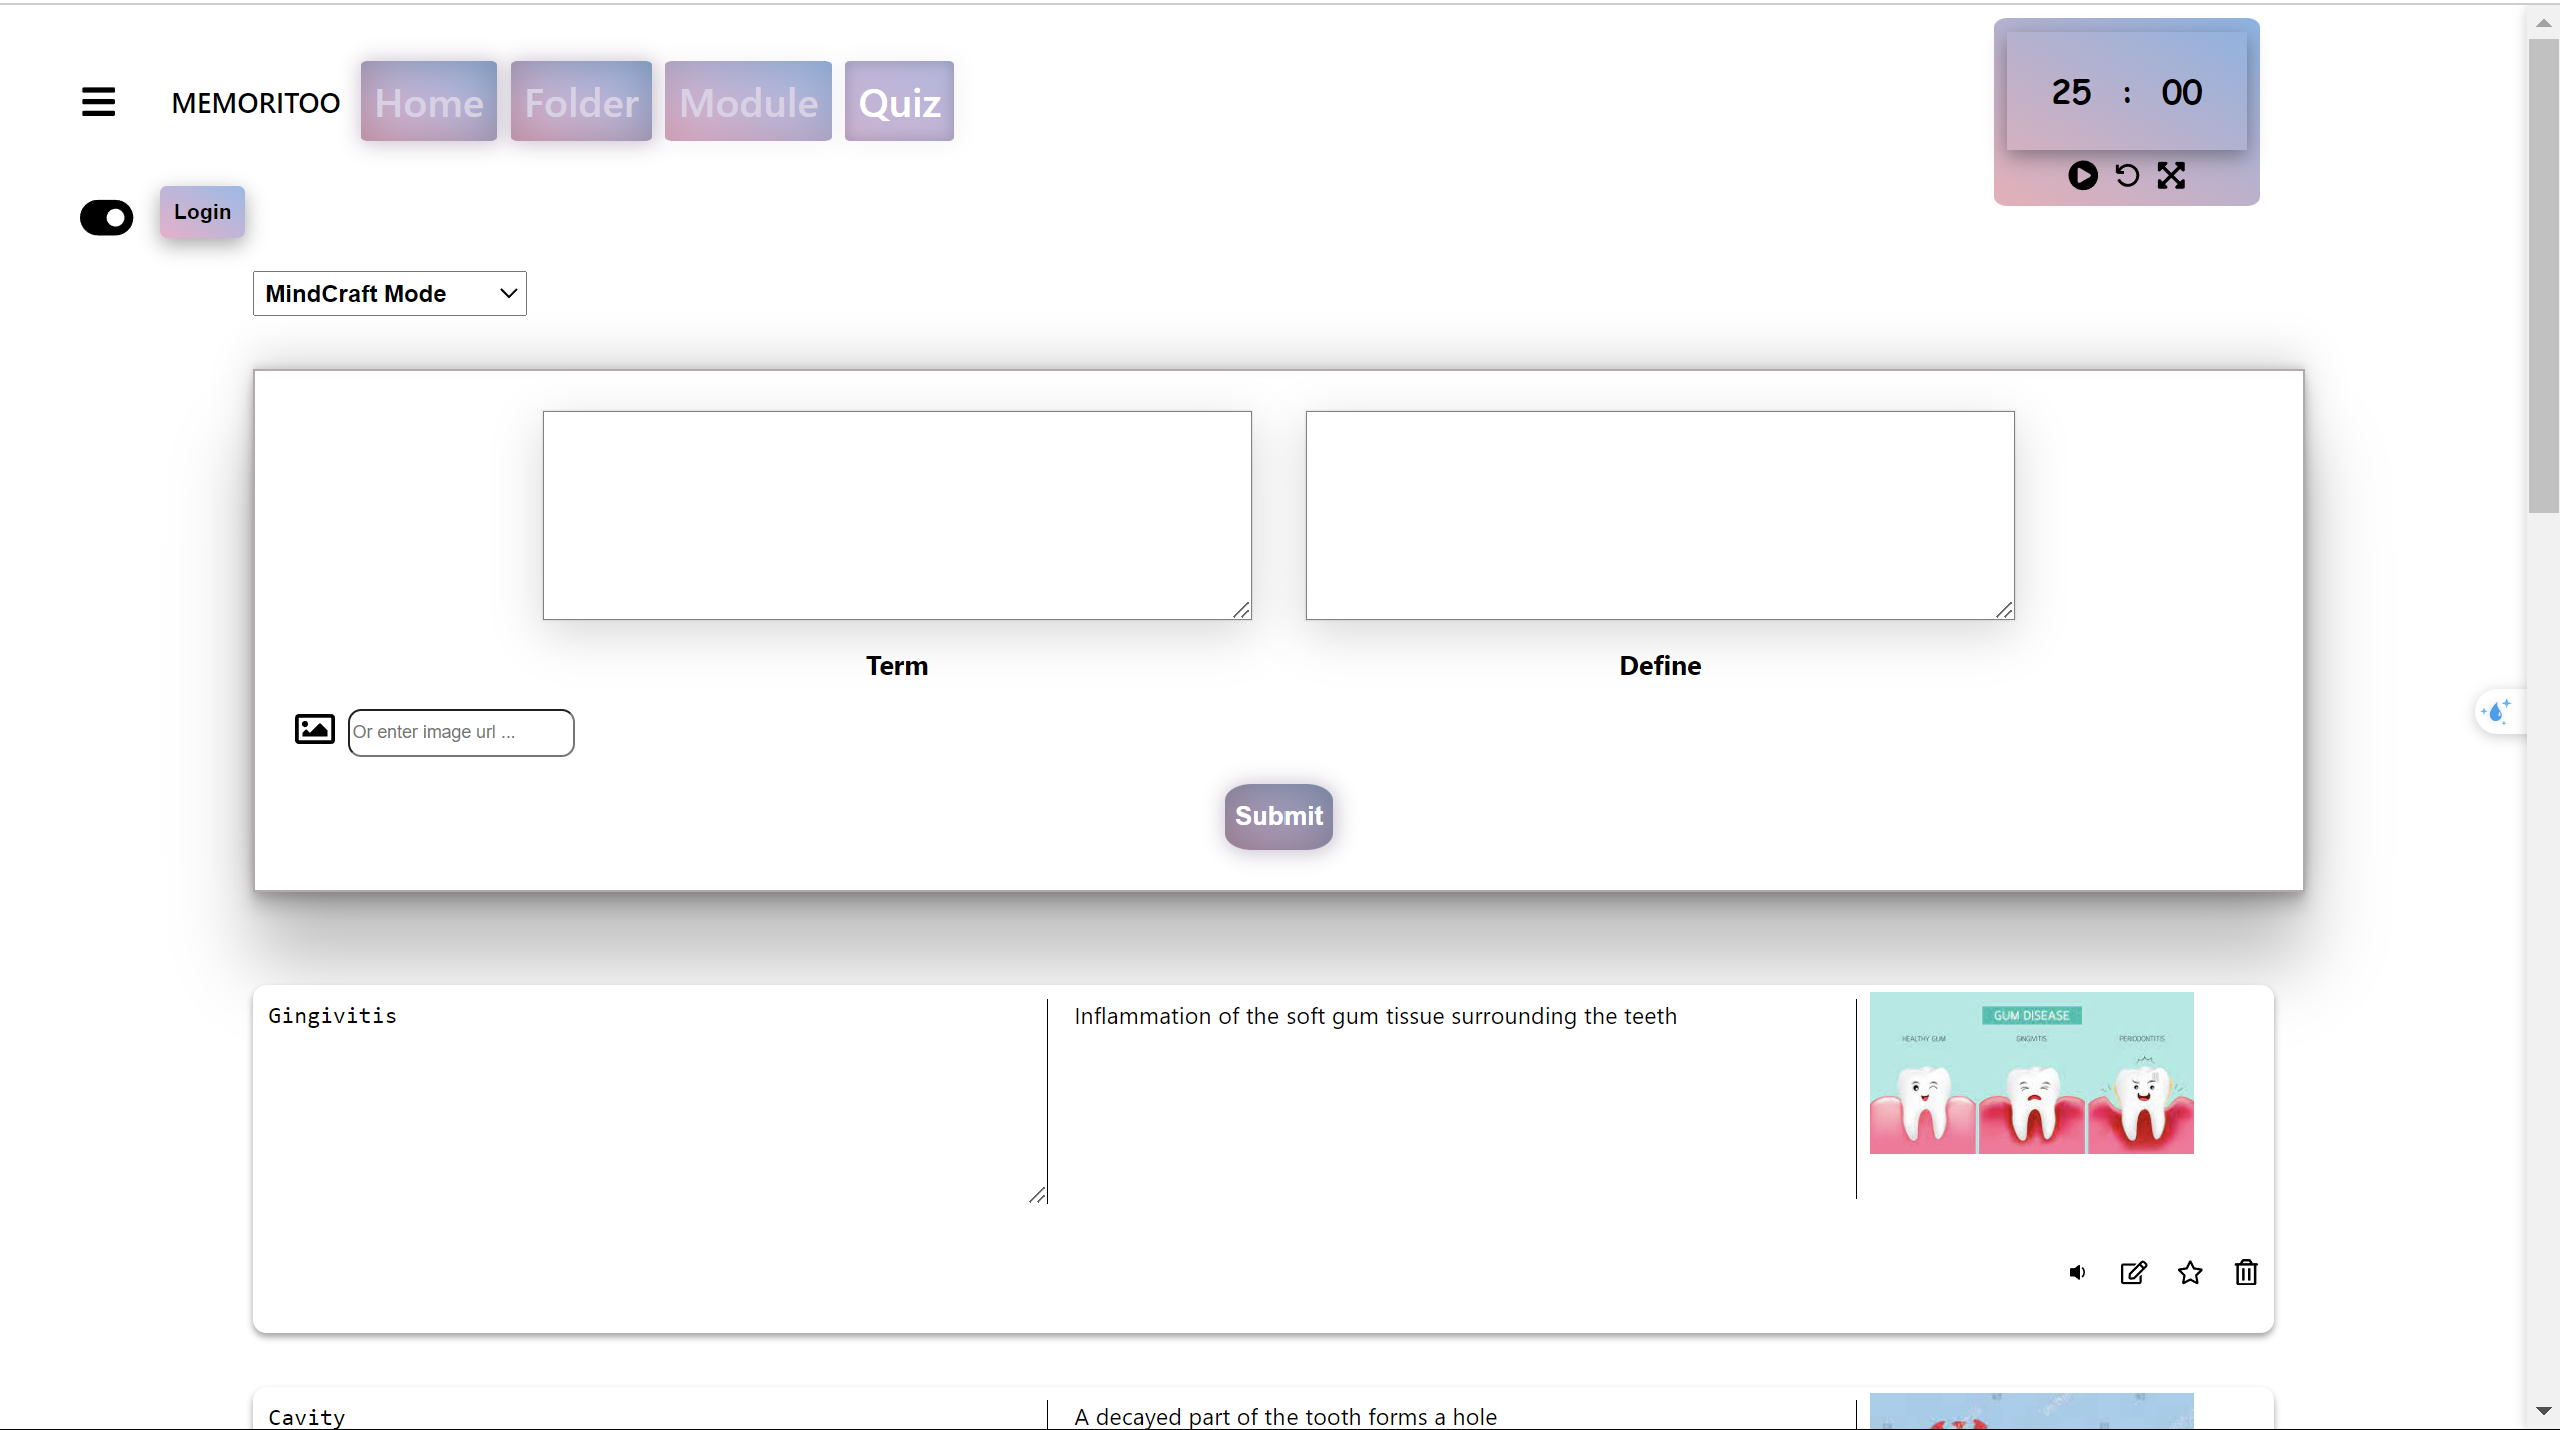 MEMORITOO Home Folder Module Quiz
25 : 00
Login
MindCraft Mode
Term
Define
Or enter image url ...
Submit
Gingivitis
Inflammation of the soft gum tissue surrounding the teeth
GUM DISEASE
HEALTHY GUM
GINGIVITIS
PERIODONTITIS
Cavity
A decayed part of the tooth forms a hole